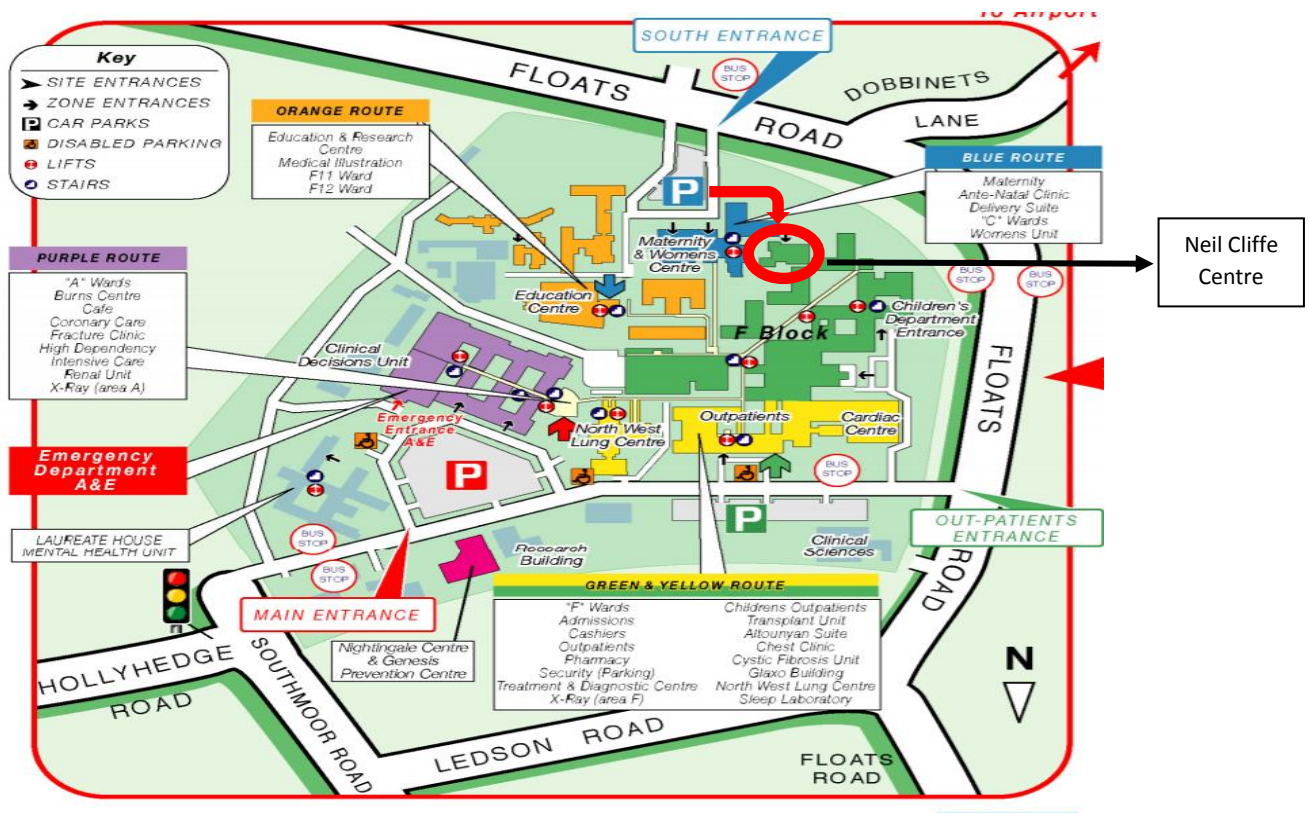 To Airport
SOUTH ENTRANCE
Key
SITE ENTRANCES
ZONE ENTRANCES
P CAR PARKS
DISABLED PARKING
LIFTS
STAIRS
FLOATS
ROAD
BUS
STOP
DOBBINETS
LANE
ORANGE ROUTE
Education & Research
Centre
Medical Illustration
F11 Ward
F12 Ward
BLUE ROUTE
Maternity
Ante-Natal Clinic
Delivery Suite
"C" Wards
Womens Unit
P
Neil Cliffe
Centre
Maternity
& Womens
Centre
PURPLE ROUTE
"A" Wards
Burns Centre
Cafe
Coronary Care
Fracture Clinic
High Dependency
Intensive Care
Renal Unit
X-Ray (area A)
BUS
STOP
BUS
STOP
Education
Centre
Children's
Department
Entrance
F Block
Clinical
Decisions Unit
FLOATS
ROAD
Emergency
Entrance
A&E
North West
Lung Centre
Outpatients
Cardiac
Centre
Emergency
Department
A&E
P
BUS
STOP
P
OUT-PATIENTS
ENTRANCE
LAUREATE HOUSE
MENTAL HEALTH UNIT
BUS
STOP
BUS
STOP
Research
Building
Clinical
Sciences
MAIN ENTRANCE
GREEN & YELLOW ROUTE
"F" Wards
Admissions
Cashiers
Outpatients
Pharmacy
Security (Parking)
Treatment & Diagnostic Centre
X-Ray (area F)
Childrens Outpatients
Transplant Unit
Altounyan Suite
Chest Clinic
Cystic Fibrosis Unit
Glaxo Building
North West Lung Centre
Sleep Laboratory
Nightingale Centre
& Genesis
Prevention Centre
HOLLYHEDGE
ROAD
SOUTHMOOR ROAD
LEDSON ROAD
FLOATS
ROAD
N